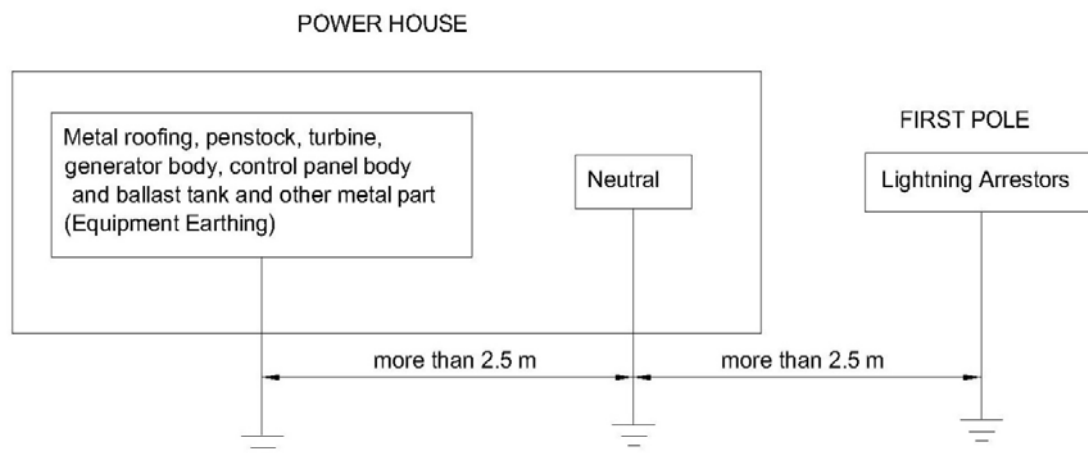 POWER HOUSE
Metal roofing, penstock, turbine,
generator body, control panel body
and ballast tank and other metal part
(Equipment Earthing)
Neutral
FIRST POLE
Lightning Arrestors
more than 2.5 m
more than 2.5 m